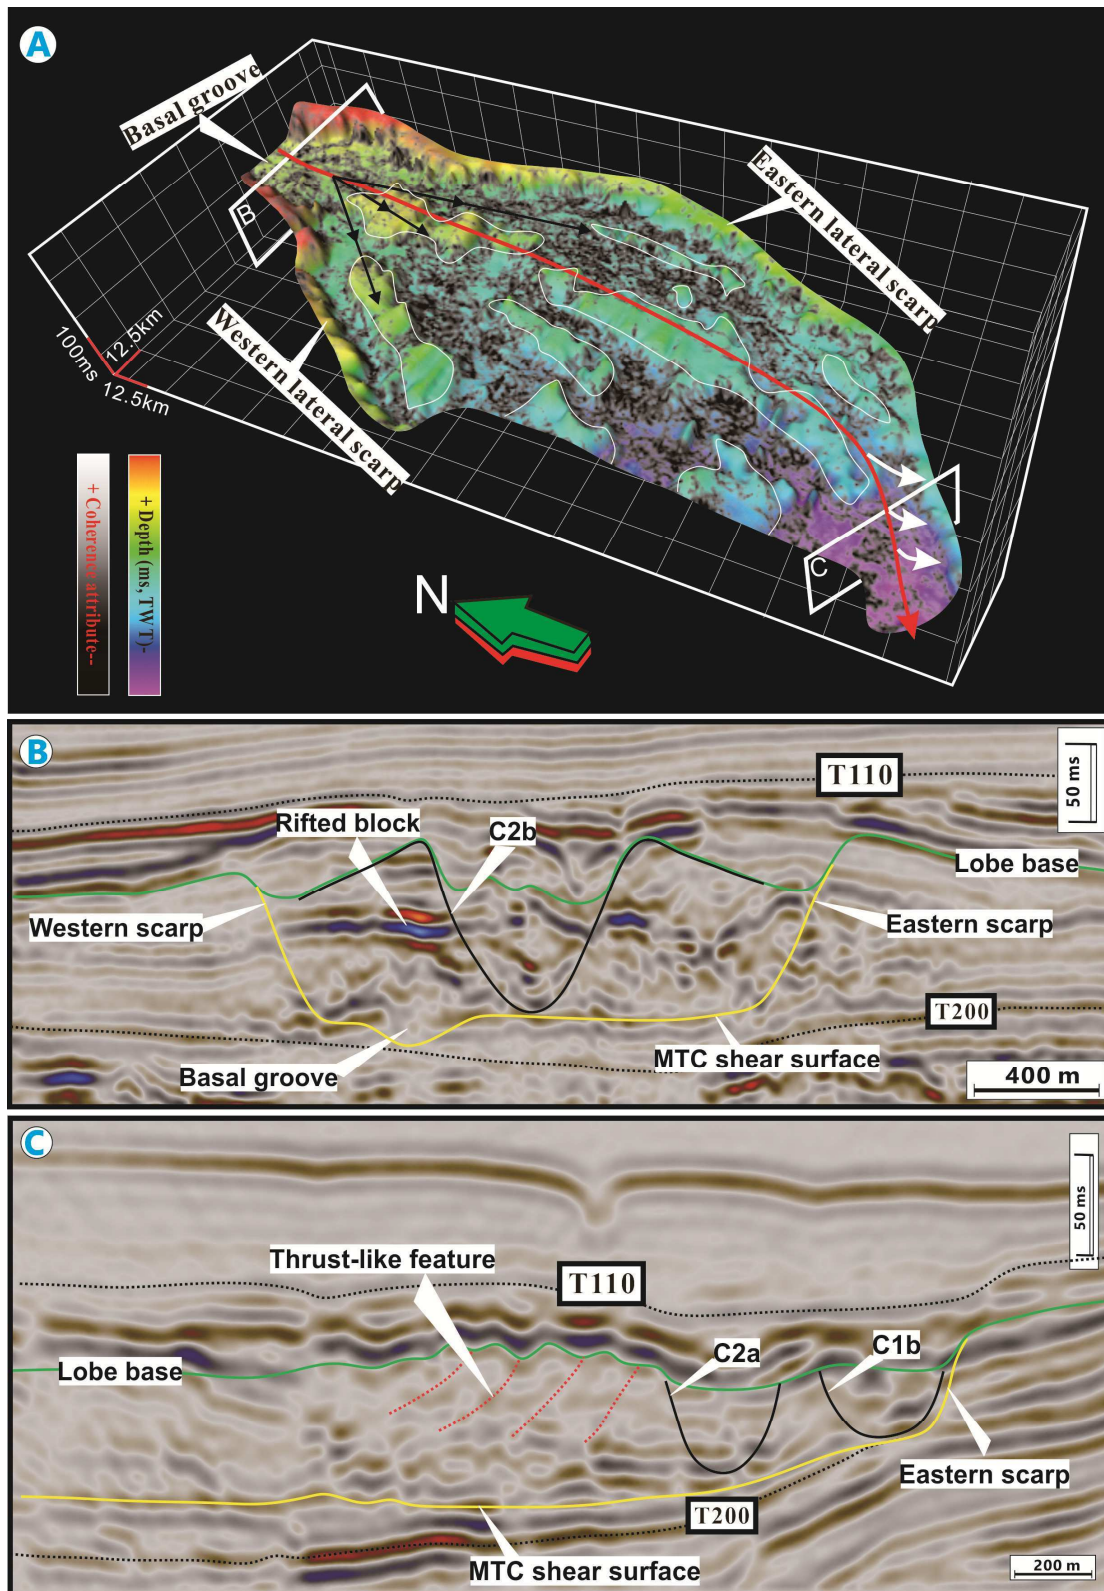 A
Basal groove
Eastern lateral scarp
B
Western lateral scarp
100ms
12.5km
12.5km
+Coherence attribute--
+Depth (ms, TWT)-
N
C
B
T110
50 ms
Rifted block
C2b
Lobe base
Western scarp
Eastern scarp
T200
MTC shear surface
Basal groove
400 m
C
50 ms
Thrust-like feature
T110
C2a
C1b
Lobe base
Eastern scarp
T200
MTC shear surface
200 m